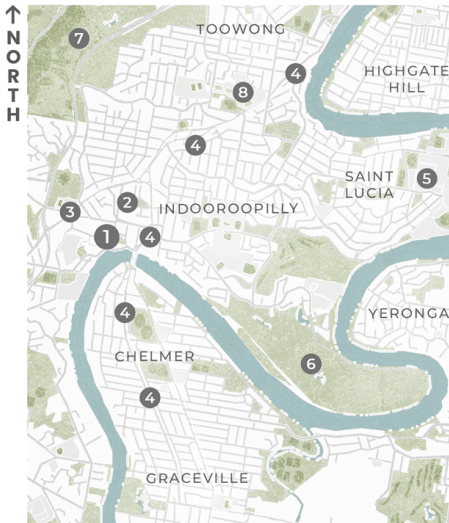 ↑
NORTH
7
TOOWONG
4
HIGHGATE
HILL
8
4
SAINT
LUCIA
5
2
3
INDOOROOPILLY
1
4
4
YERONGA
CHELMER
6
4
GRACEVILLE